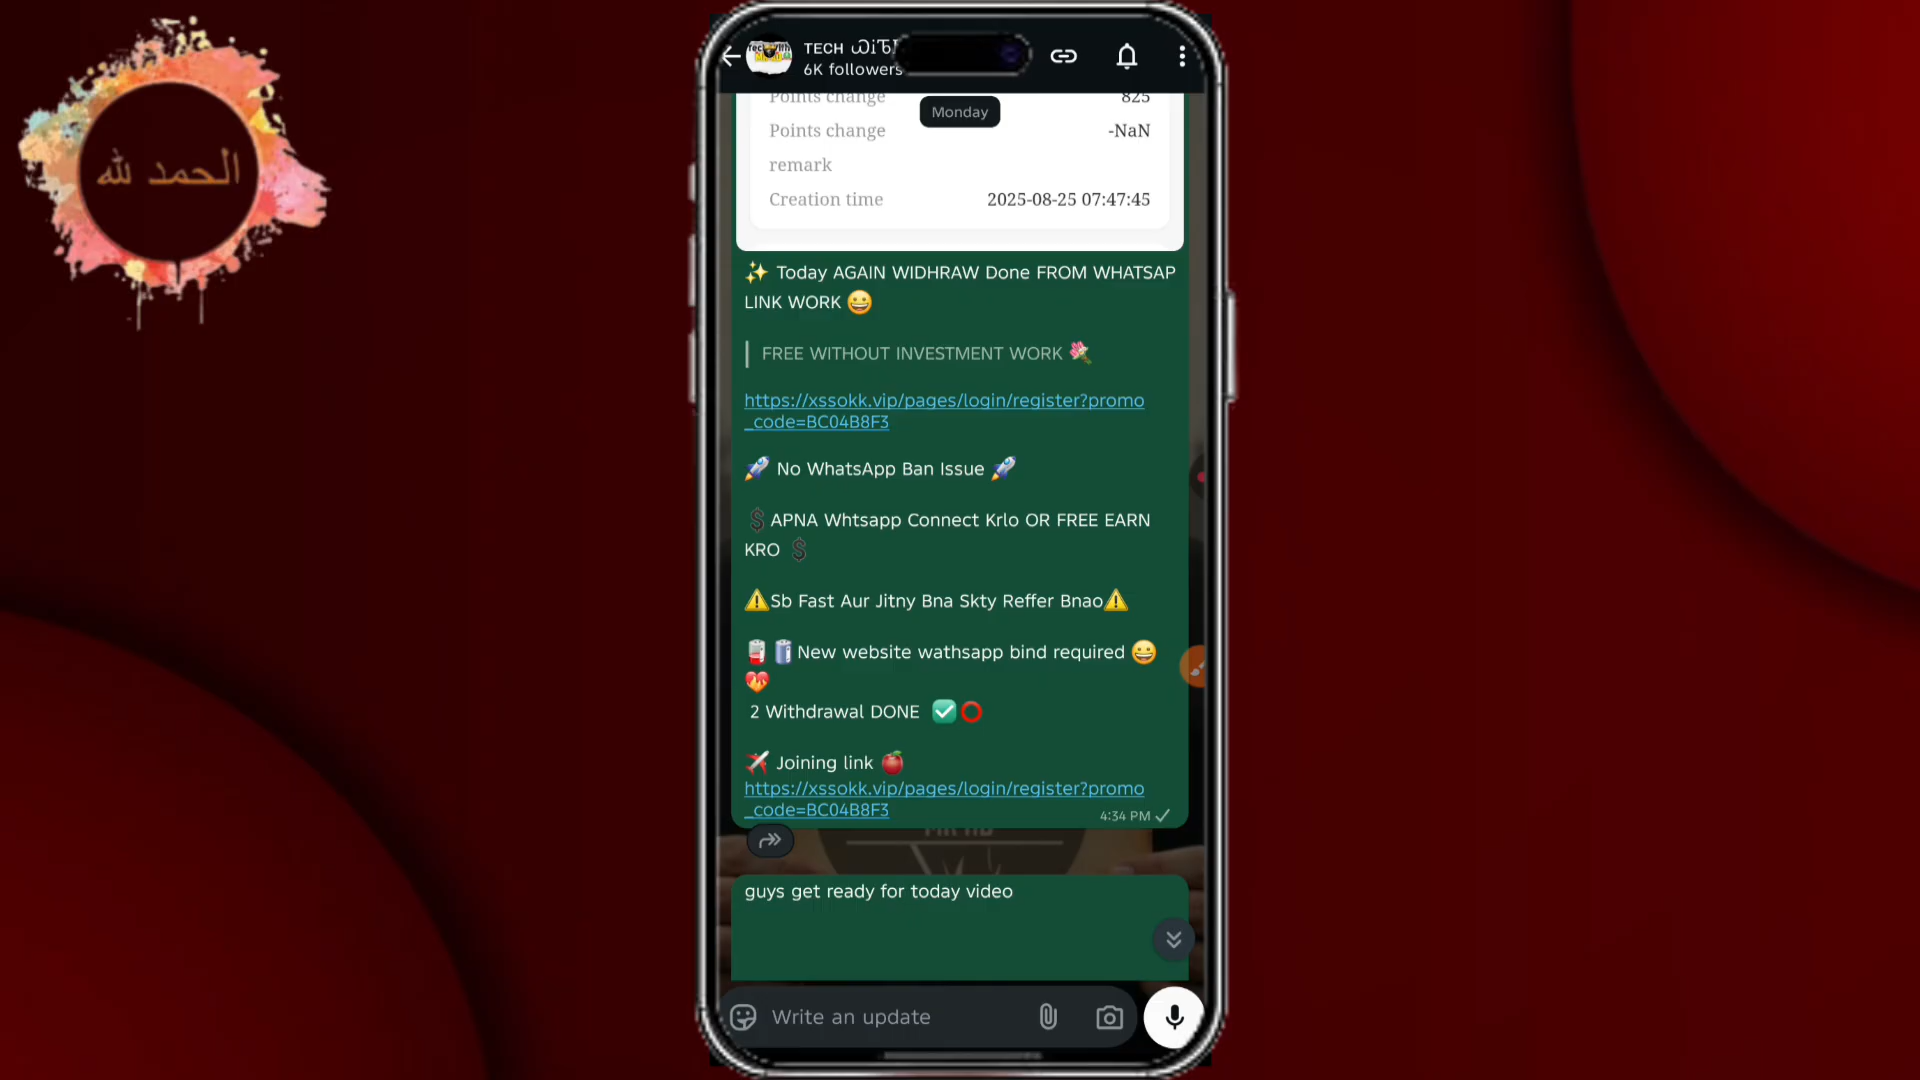 الحمد لله
TECH
6K followers
Points change 825
Monday
Points change -NaN
remark
Creation time 2025-08-25 07:47:45
✨ Today AGAIN WIDHRAW Done FROM WHATSAP
LINK WORK 😀
FREE WITHOUT INVESTMENT WORK 💐
https://xssokk.vip/pages/login/register?promo
_code=BC04B8F3
🚀 No WhatsApp Ban Issue 🚀
💲APNA Whtsapp Connect Krlo OR FREE EARN
KRO 💲
⚠️Sb Fast Aur Jitny Bna Skty Reffer Bnao⚠️
New website wathsapp bind required 😀
2 Withdrawal DONE ✅⭕
Joining link
https://xssokk.vip/pages/login/register?promo
_code=BC04B8F3
4:34 PM
guys get ready for today video
Write an update